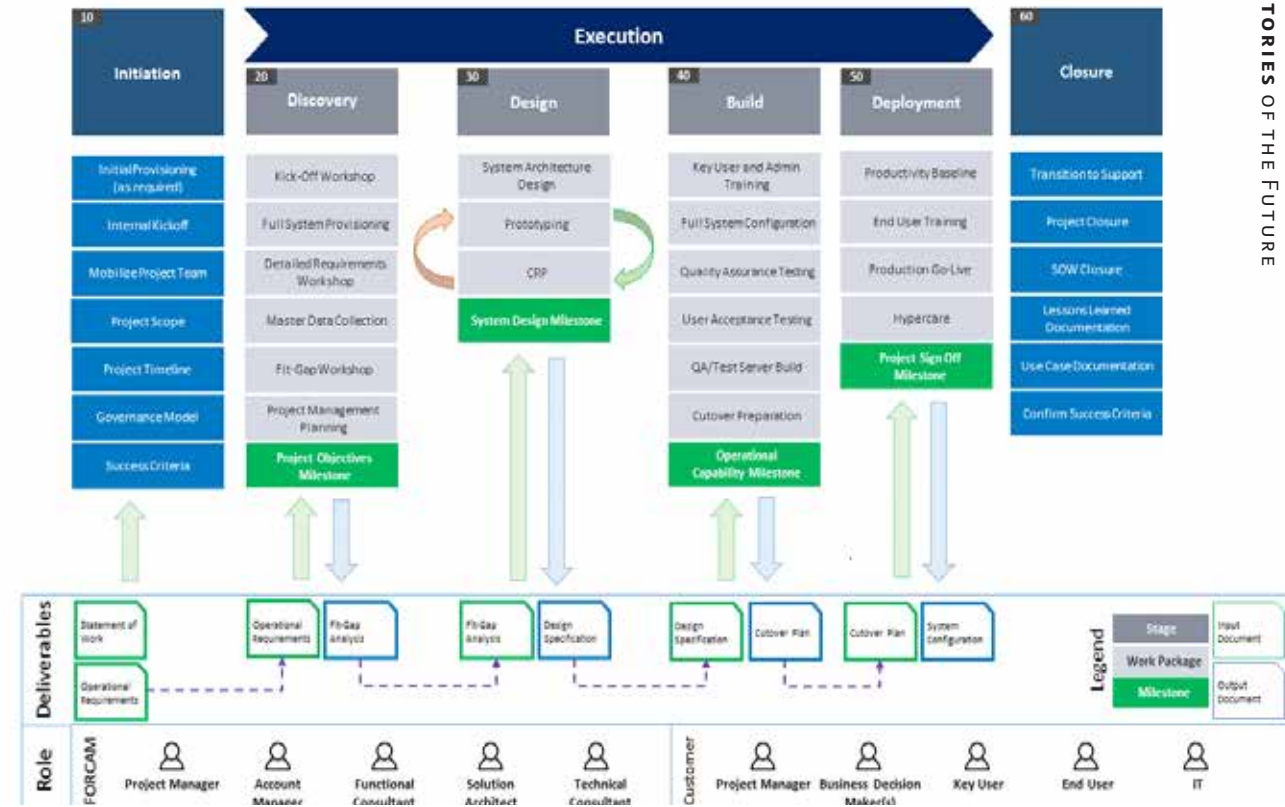 10
Initiation
Execution
60
Closure
20
Discovery
30
Design
40
Build
50
Deployment
Initial Provisioning
(as required)
Internal Kickoff
Mobilize Project Team
Project Scope
Project Timeline
Governance Model
Success Criteria
Kick-Off Workshop
Full System Provisioning
Detailed Requirements
Workshop
Master Data Collection
Fit-Gap Workshop
Project Management
Planning
Project Objectives
Milestone
System Architecture
Design
Prototyping
CRP
System Design Milestone
Key User and Admin
Training
Full System Configuration
Quality Assurance Testing
User Acceptance Testing
QA/Test Server Build
Cutover Preparation
Operational
Capability Milestone
Productivity Baseline
End User Training
Production Go-Live
Hypercare
Project Sign Off
Milestone
Transition to Support
Project Closure
SOW Closure
Lessons Learned
Documentation
Use Case Documentation
Confirm Success Criteria
TORIES OF THE FUTURE
Deliverables
Statement of
Work
Operational
Requirements
Operational
Requirements
Fit-Gap
Analysis
Fit-Gap
Analysis
Design
Specification
Design
Specification
Cutover Plan
Cutover Plan
System
Configuration
Legend
Stage
Work Package
Milestone
Input
Document
Output
Document
Role
FORCAM
Project Manager
Account
Manager
Functional
Consultant
Solution
Architect
Technical
Consultant
Customer
Project Manager
Business Decision
Maker(s)
Key User
End User
IT